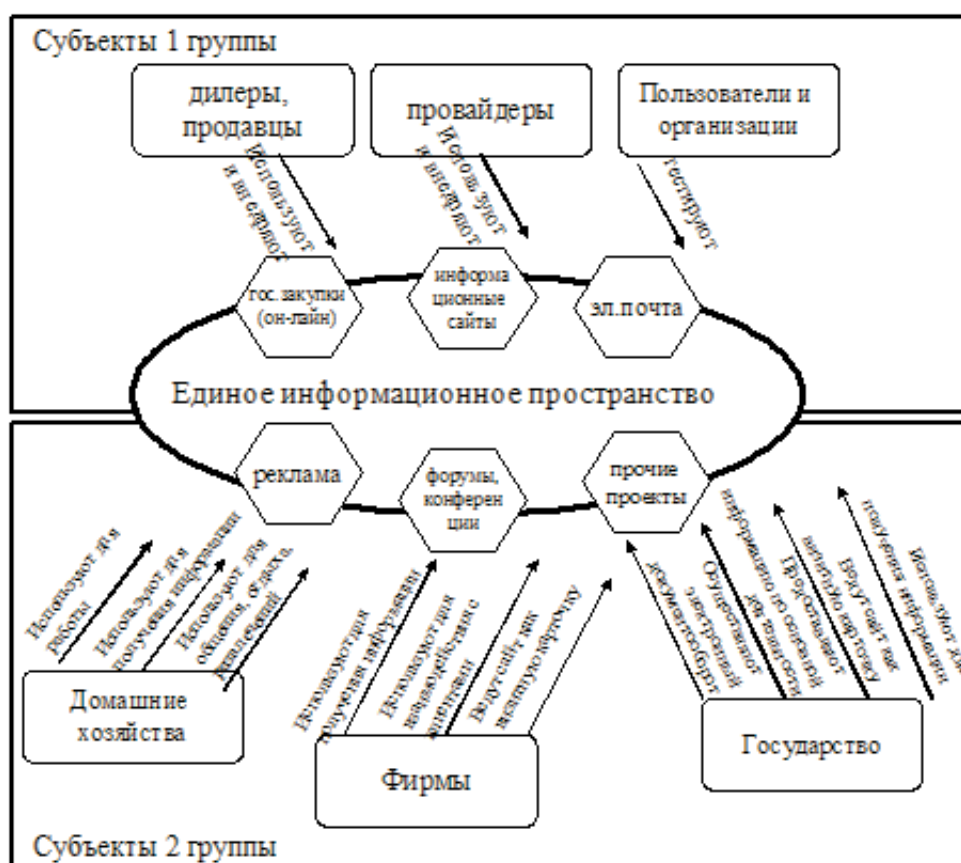 Субъекты 1 группы
дилеры,
продавцы
провайдеры
Пользователи и
организации
Используют
и внедряют
Используют
и внедряют
тестируют
гос.закупки
(он-лайн)
информа
ционные
сайты
эл.почта
Единое информационное пространство
реклама
форумы,
конферен
ции
прочие
проекты
Используют для
работы
Используют для
получения информации
Используют для
общения, отдыха,
развлечений
Используют для
получения информации
Используют для
взаимодействия с
Ведут сайт как
визитную карточку
Осуществляют
электронный
документооборот
Предоставляют
информацию по основной
деятельности
Ведут сайт как
визитную карточку
Используют для
получения информации
Домашние
хозяйства
Фирмы
Государство
Субъекты 2 группы